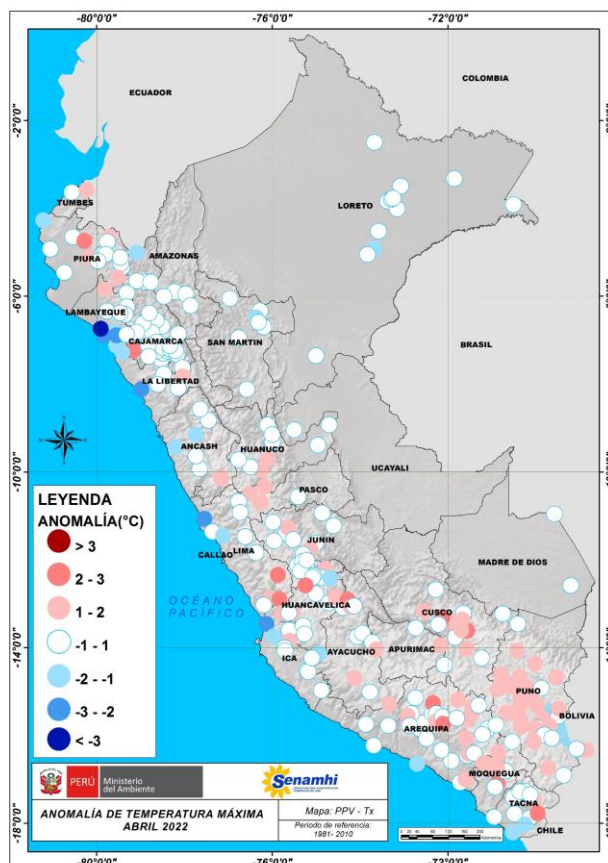 -80°0'0"
-76°0'0"
-72°0'0"
COLOMBIA
ECUADOR
-2°0'0"
TUMBES
LORETO
PIURA
AMAZONAS
-6°0'0"
LAMBAYEQUE
CAJAMARCA
SAN MARTIN
BRASIL
LA LIBERTAD
ANCASH
HUANUCO
-10°0'0"
UCAYALI
PASCO
LEYENDA
ANOMALÍA(°C)
> 3
2 - 3
1 - 2
-1 - 1
-2 - -1
-3 - -2
< -3
JUNIN
LIMA
CALLAO
MADRE DE DIOS
OCÉANO
PACÍFICO
HUANCAVELICA
CUSCO
-14°0'0"
ICA
AYACUCHO
APURIMAC
PUNO
BOLIVIA
AREQUIPA
MOQUEGUA
TACNA
CHILE
PERÚ
Ministerio
del Ambiente
Senamhi
ANOMALÍA DE TEMPERATURA MÁXIMA
ABRIL 2022
Mapa: PPV - Tx
Periodo de referencia:
1981- 2010
-18°0'0"
-80°0'0"
-76°0'0"
-72°0'0"